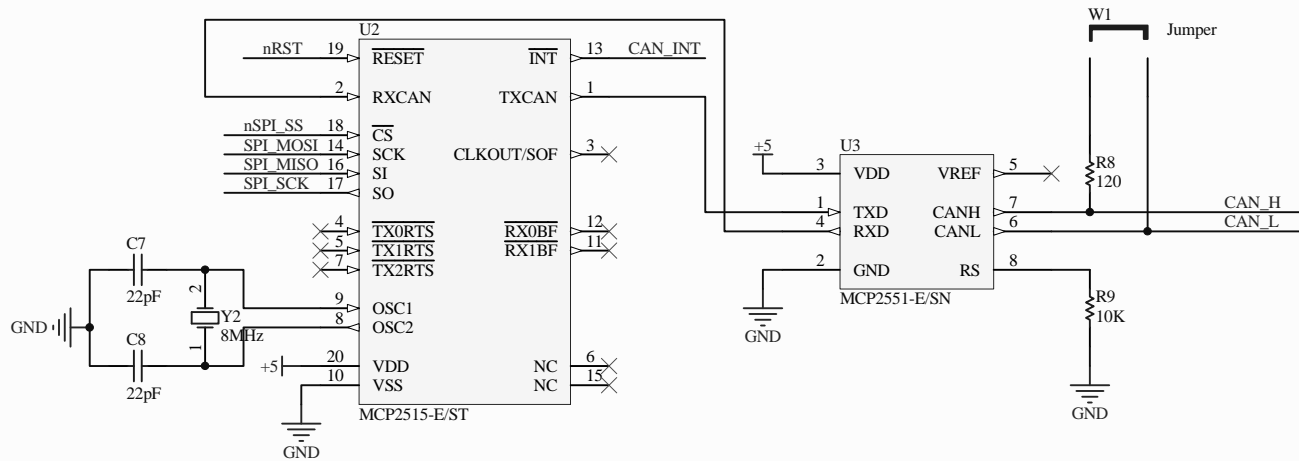 W1
Jumper
U2
nRST 19 RESET INT 13 CAN_INT
2 RXCAN TXCAN 1
nSPI_SS 18 CS
SPI_MOSI 14 SCK CLKOUT/SOF 3
SPI_MISO 16 SI
SPI_SCK 17 SO
4 TX0RTS RX0BF 12
5 TX1RTS RX1BF 11
7 TX2RTS
9 OSC1
8 OSC2
+5 20 VDD NC 6
10 VSS NC 15
MCP2515-E/ST
GND
C7
22pF
GND
2
Y2
8MHz
1
C8
22pF
U3
+5 3 VDD VREF 5
1 TXD CANH 7 CAN_H
4 RXD CANL 6 CAN_L
2 GND RS 8
MCP2551-E/SN
GND
R8
120
R9
10K
GND